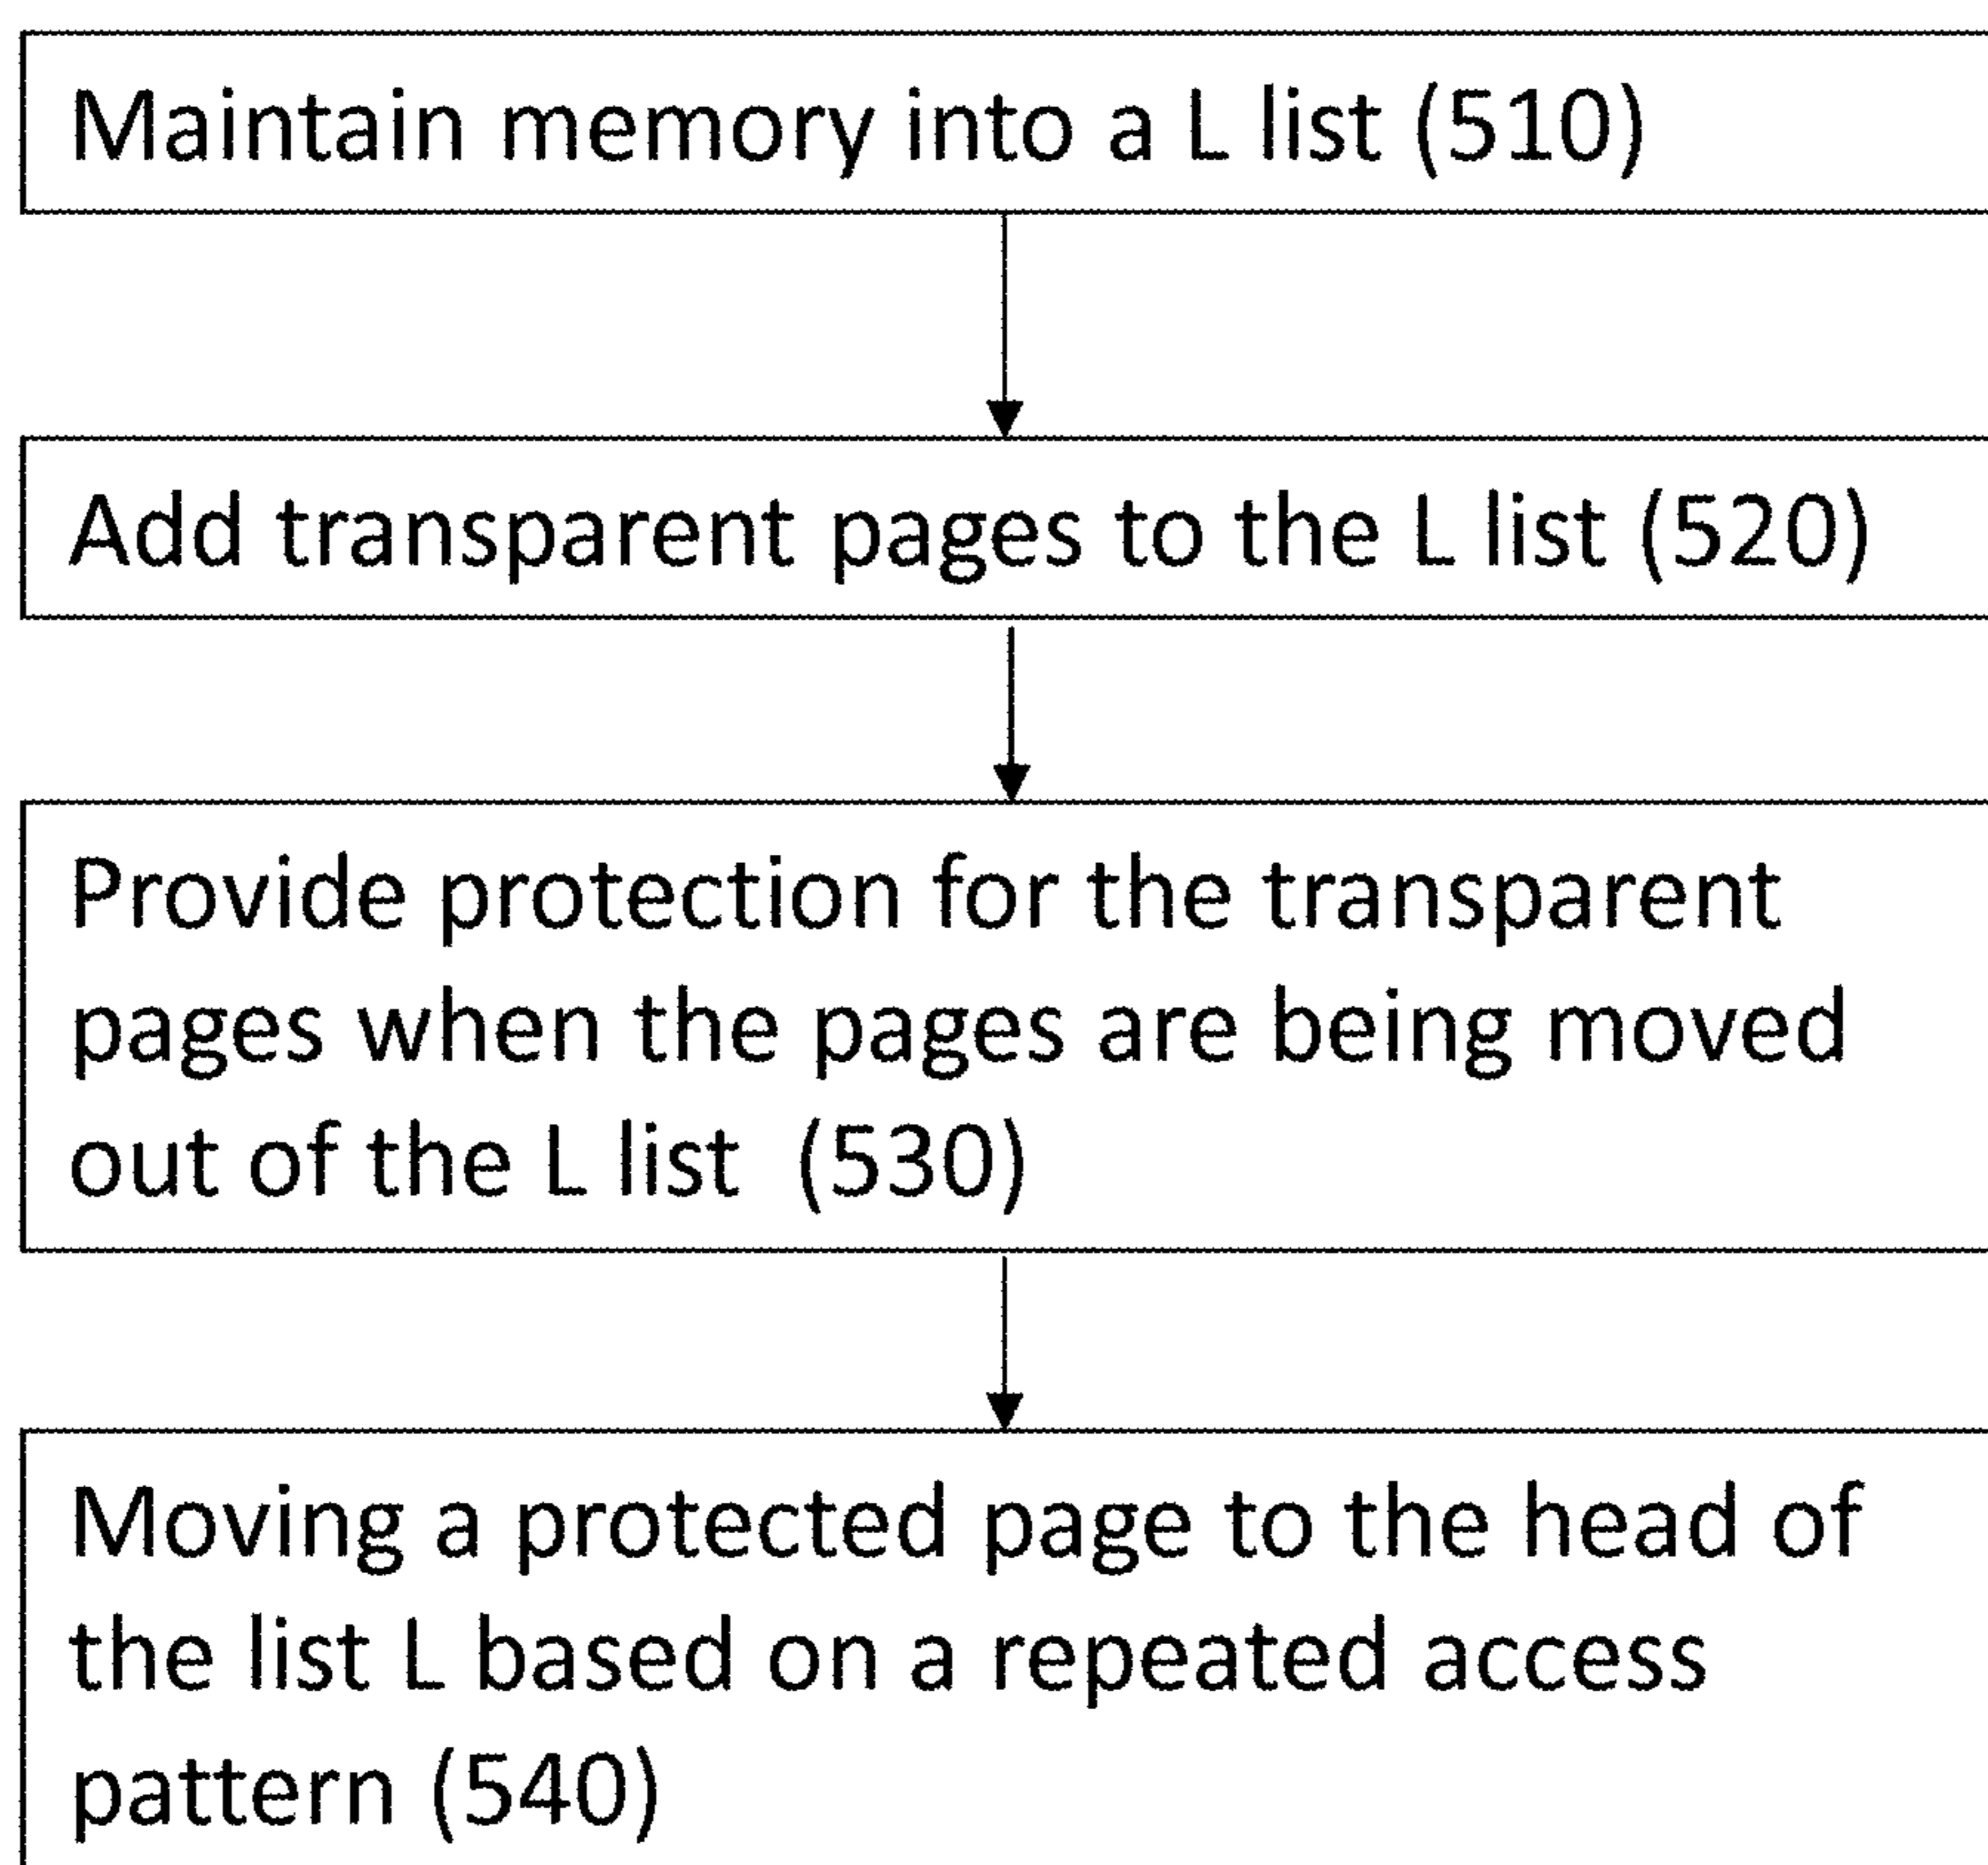 Maintain memory into a L list (510)
Add transparent pages to the L list (520)
Provide protection for the transparent
pages when the pages are being moved
out of the L list (530)
Moving a protected page to the head of
the list L based on a repeated access
pattern (540)